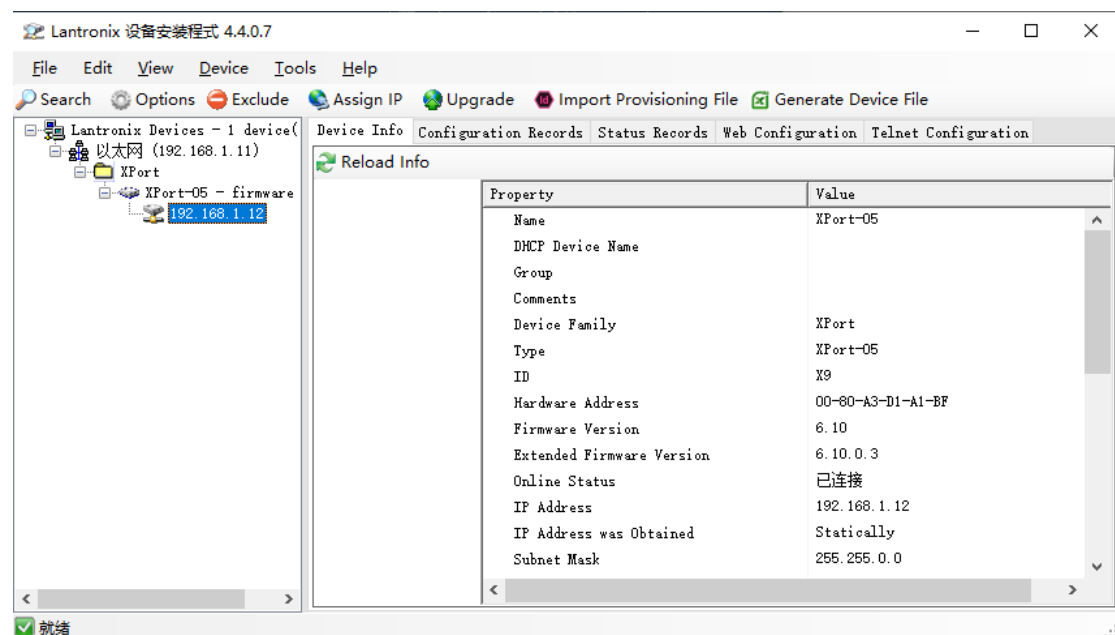 Lantronix 设备安装程式 4.4.0.7
File Edit View Device Tools Help
Search Options Exclude Assign IP Upgrade Import Provisioning File Generate Device File
Lantronix Devices - 1 device(
以太网 (192.168.1.11)
XPort
XPort-05 - firmware
192.168.1.12
Device Info Configuration Records Status Records Web Configuration Telnet Configuration
Reload Info
Property Value
Name XPort-05
DHCP Device Name
Group
Comments
Device Family XPort
Type XPort-05
ID X9
Hardware Address 00-80-A3-D1-A1-BF
Firmware Version 6.10
Extended Firmware Version 6.10.0.3
Online Status 已连接
IP Address 192.168.1.12
IP Address was Obtained Statically
Subnet Mask 255.255.0.0
就绪